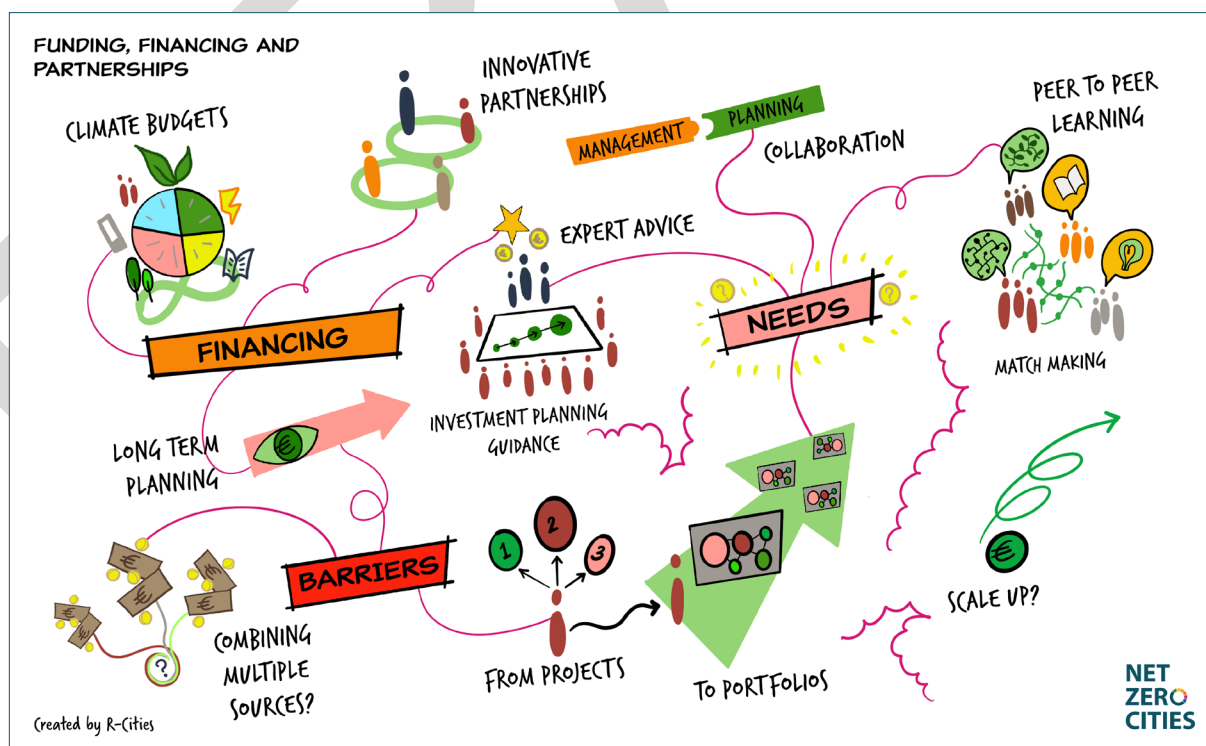 FUNDING, FINANCING AND
PARTNERSHIPS
CLIMATE BUDGETS
INNOVATIVE
PARTNERSHIPS
MANAGEMENT
PLANNING
COLLABORATION
PEER TO PEER
LEARNING
€
€
EXPERT ADVICE
FINANCING
?
NEEDS
?
MATCH MAKING
INVESTMENT PLANNING
GUIDANCE
LONG TERM
PLANNING
€
1
2
3
BARRIERS
€
€
€
€
€
?
COMBINING
MULTIPLE
SOURCES?
FROM PROJECTS
TO PORTFOLIOS
€
SCALE UP?
Created by R-Cities
NET
ZERO
CITIES